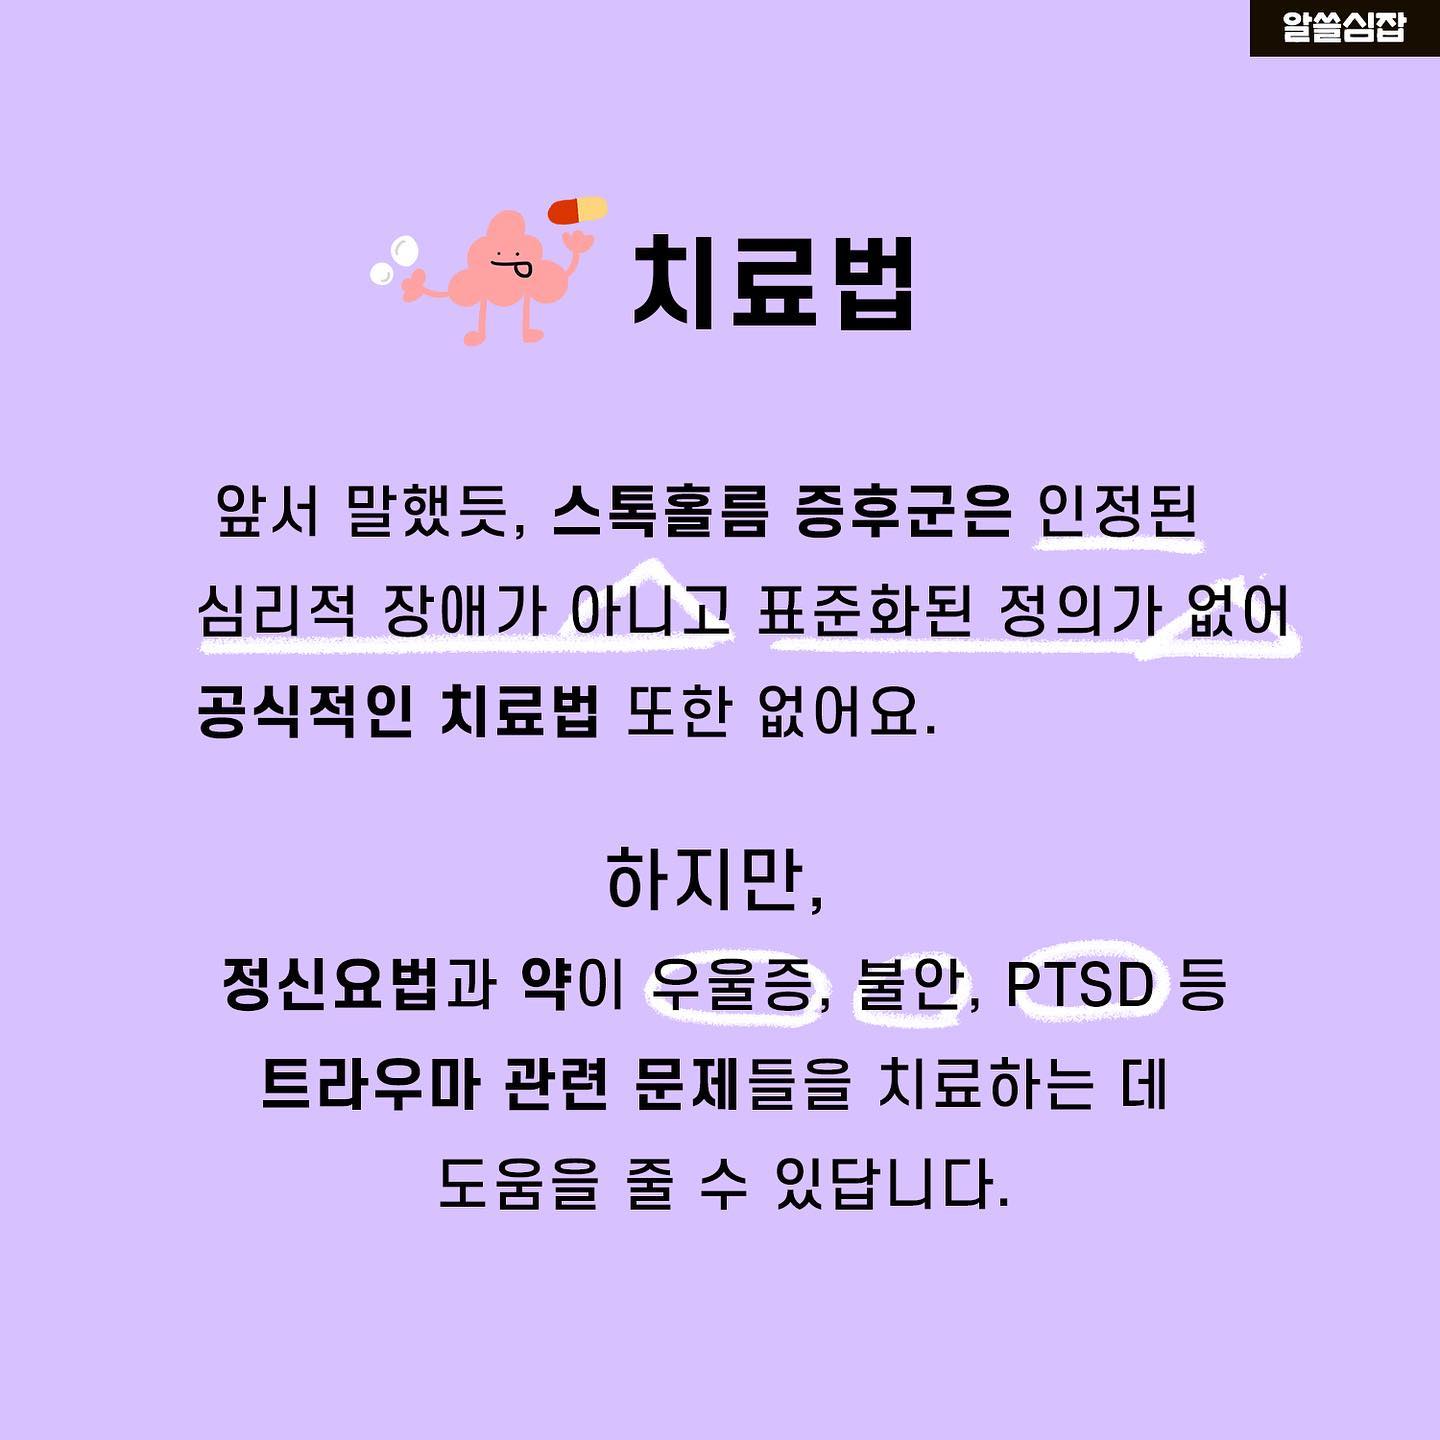 알쓸심잡
치료법
앞서 말했듯, 스톡홀름 증후군은 인정된
심리적 장애가 아니고 표준화된 정의가 없어
공식적인 치료법 또한 없어요.
하지만,
정신요법과 약이 우울증, 불안, PTSD 등
트라우마 관련 문제들을 치료하는 데
도움을 줄 수 있답니다.